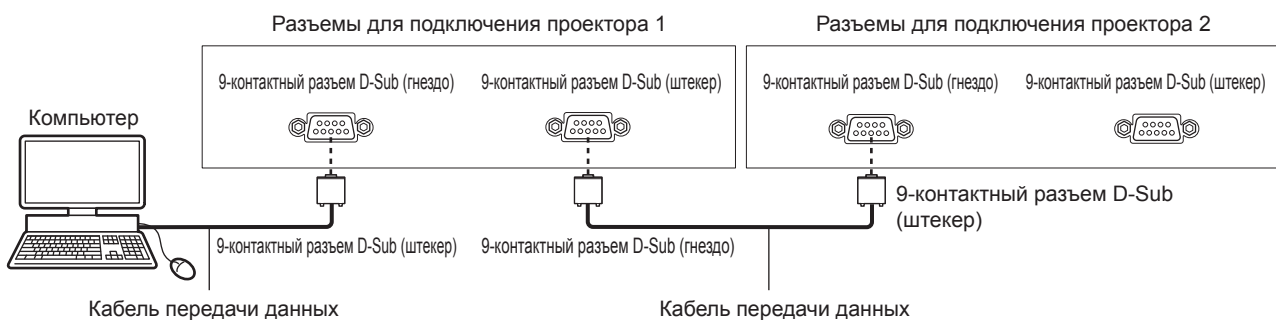 Разъемы для подключения проектора 1
Разъемы для подключения проектора 2
9-контактный разъем D-Sub (гнездо)
9-контактный разъем D-Sub (штекер)
9-контактный разъем D-Sub (гнездо)
9-контактный разъем D-Sub (штекер)
Компьютер
9-контактный разъем D-Sub
(штекер)
9-контактный разъем D-Sub (штекер)
9-контактный разъем D-Sub (гнездо)
Кабель передачи данных
Кабель передачи данных